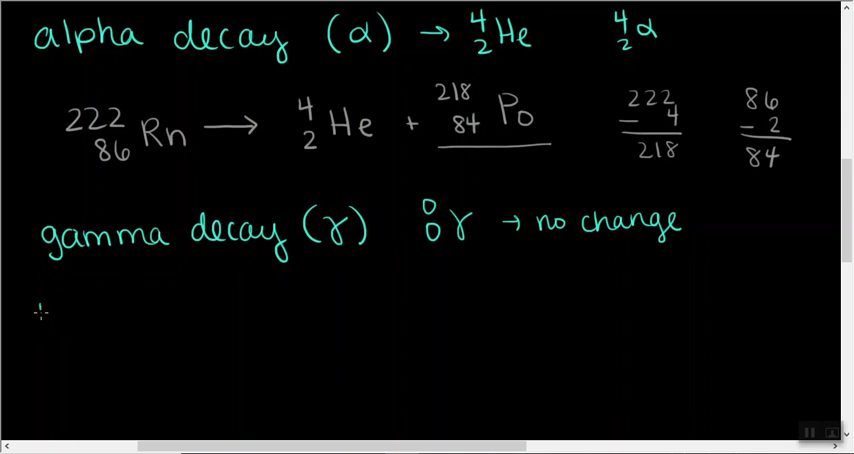 alpha decay (α) → ⁴₂He ⁴₂α
²²²₈₆Rn → ⁴₂He + ²¹⁸₈₄Po
222 - 4 218
86 - 2 84
gamma decay (γ) ⁰₀γ → no change